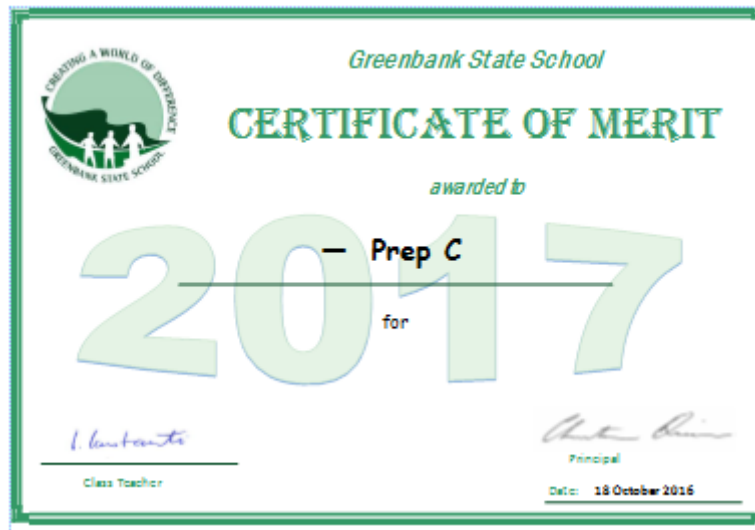 CREATING A WORLD OF DIFFERENCE
GREENBANK STATE SCHOOL
Greenbank State School
CERTIFICATE OF MERIT
awarded to
2017
— Prep C
for
Class Teacher
Principal
Date: 18 October 2016